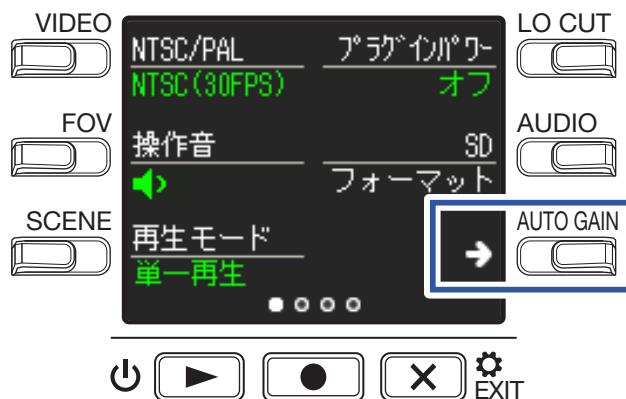 VIDEO
LO CUT
NTSC/PAL
プラグインパワー
NTSC(30FPS)
オフ
FOV
AUDIO
操作音
SD
フォーマット
SCENE
AUTO GAIN
再生モード
単一再生
EXIT